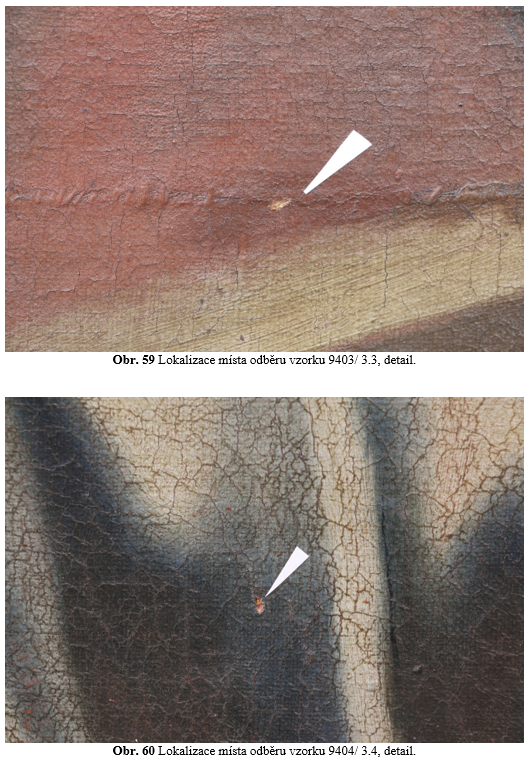 Obr. 59 Lokalizace místa odběru vzorku 9403/ 3.3, detail.
Obr. 60 Lokalizace místa odběru vzorku 9404/ 3.4, detail.